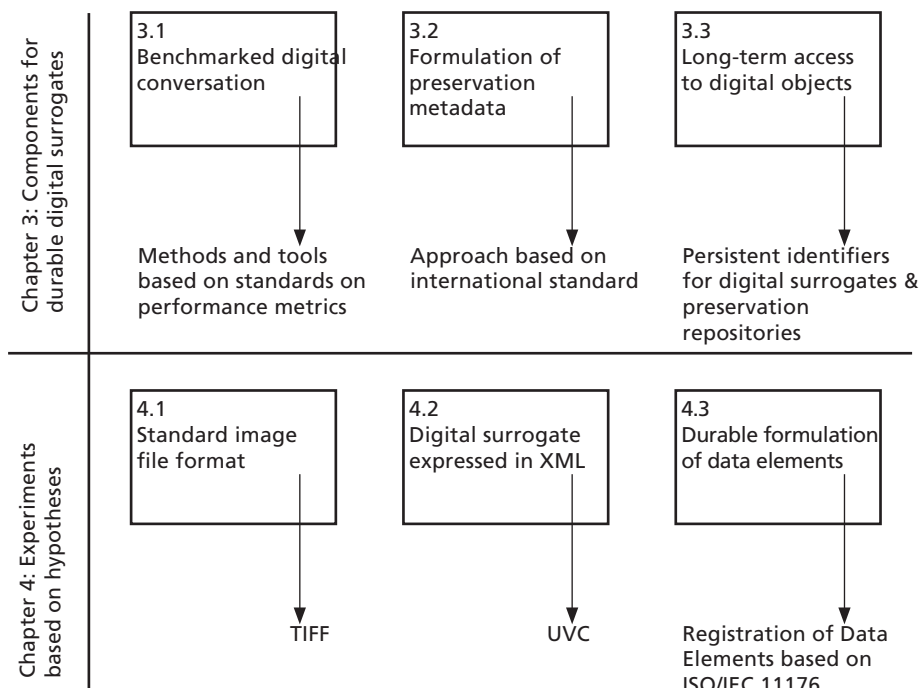 Chapter 3: Components for
durable digital surrogates
3.1
Benchmarked digital
conversation
3.2
Formulation of
preservation
metadata
3.3
Long-term access
to digital objects
Methods and tools
based on standards on
performance metrics
Approach based on
international standard
Persistent identifiers
for digital surrogates &
preservation
repositories
Chapter 4: Experiments
based on hypotheses
4.1
Standard image
file format
4.2
Digital surrogate
expressed in XML
4.3
Durable formulation
of data elements
TIFF
UVC
Registration of Data
Elements based on
ISO/IEC 11176